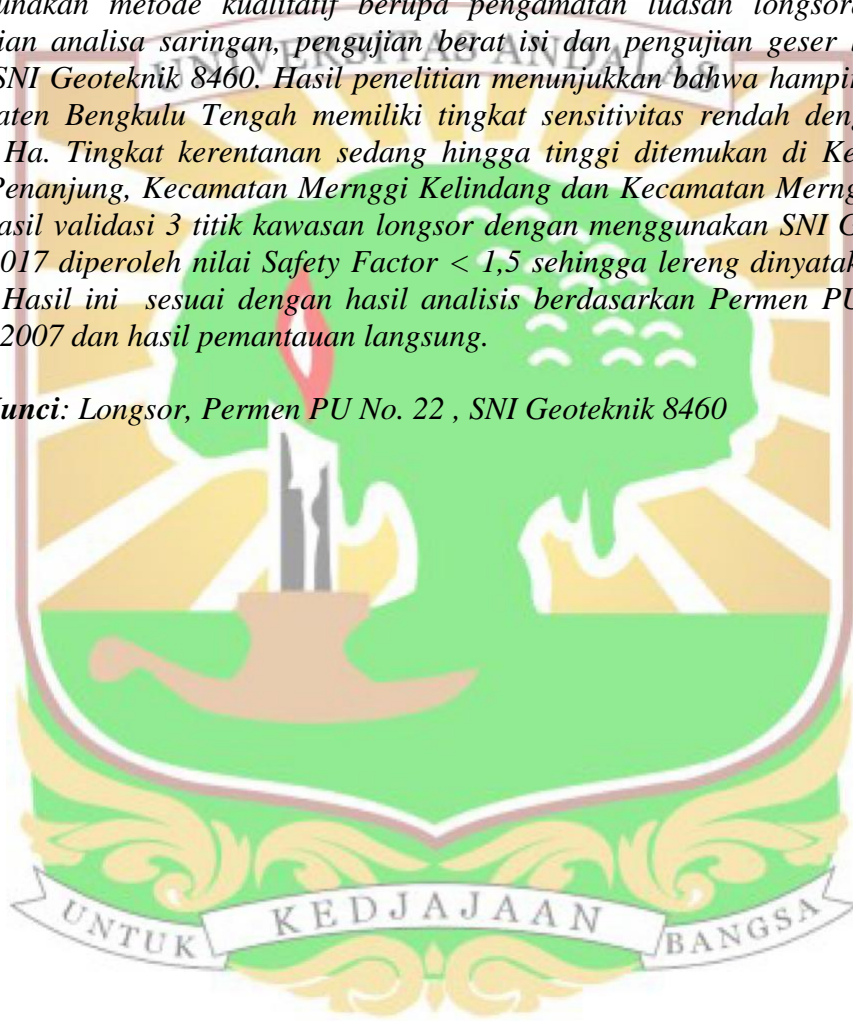 unakan metode kualitatif berupa pengamatan luasan longsor
ian analisa saringan, pengujian berat isi dan pengujian geser
UNIVERSITAS ANDALAS
SNI Geoteknik 8460. Hasil penelitian menunjukkan bahwa hampi
aten Bengkulu Tengah memiliki tingkat sensitivitas rendah den
Ha. Tingkat kerentanan sedang hingga tinggi ditemukan di Ke
Penanjung, Kecamatan Mernggi Kelindang dan Kecamatan Merng
asil validasi 3 titik kawasan longsor dengan menggunakan SNI
017 diperoleh nilai Safety Factor < 1,5 sehingga lereng dinyatak
Hasil ini sesuai dengan hasil analisis berdasarkan Permen PU
2007 dan hasil pemantauan langsung.
unci: Longsor, Permen PU No. 22 , SNI Geoteknik 8460
UNTUK KEDJAJAAN BANGSA